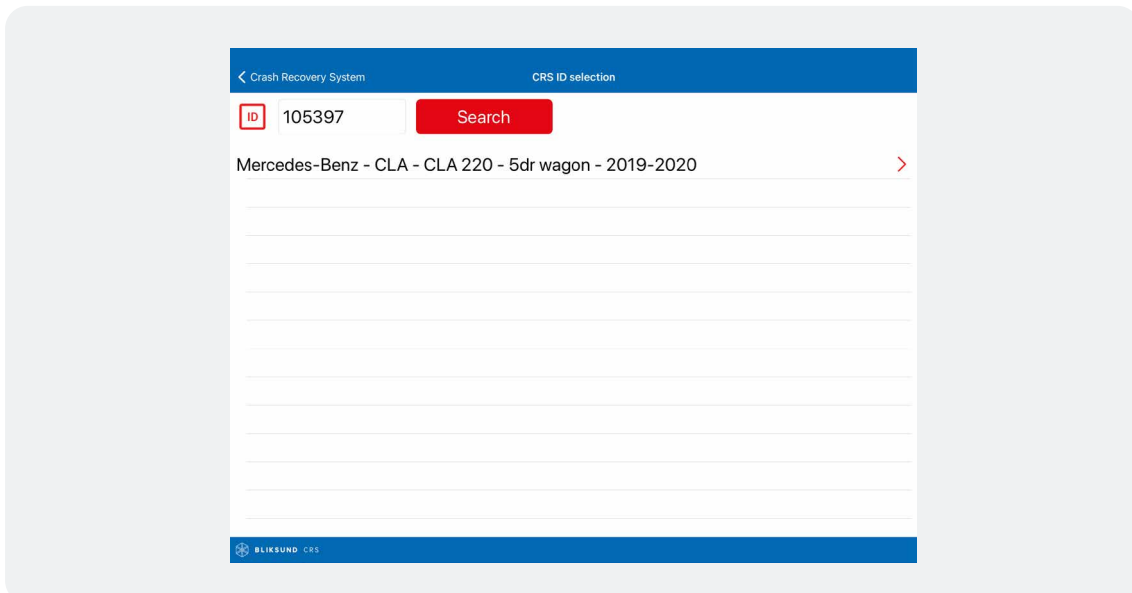 Crash Recovery System
CRS ID selection
ID
105397
Search
Mercedes-Benz - CLA - CLA 220 - 5dr wagon - 2019-2020
BLIKSUND CRS